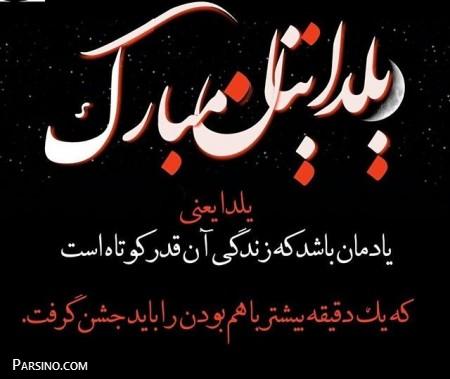 یلدایتان مبارک
یلدا یعنی
یادمان باشد که زندگی آن قدر کوتاه است
که یک دقیقه بیشتر با هم بودن را باید جشن گرفت.
PARSINO.COM